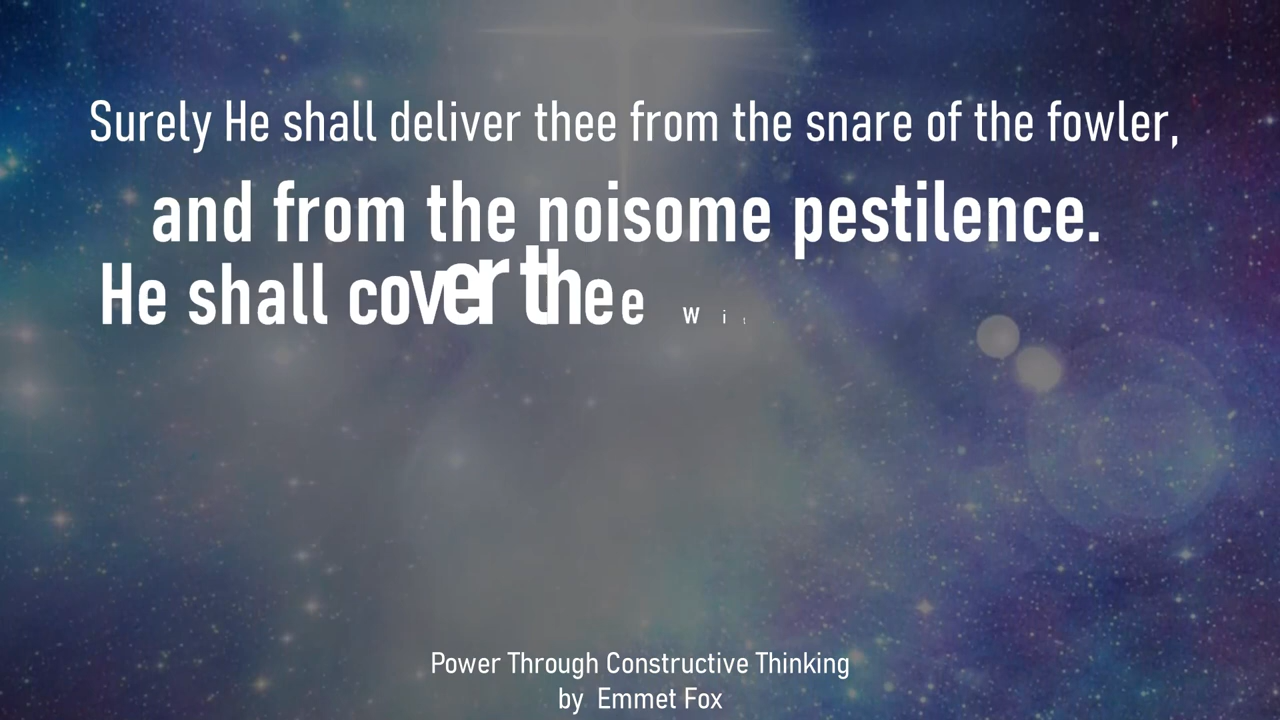 Surely He shall deliver thee from the snare of the fowler,
and from the noisome pestilence.
He shall cover thee wit
Power Through Constructive Thinking
by Emmet Fox